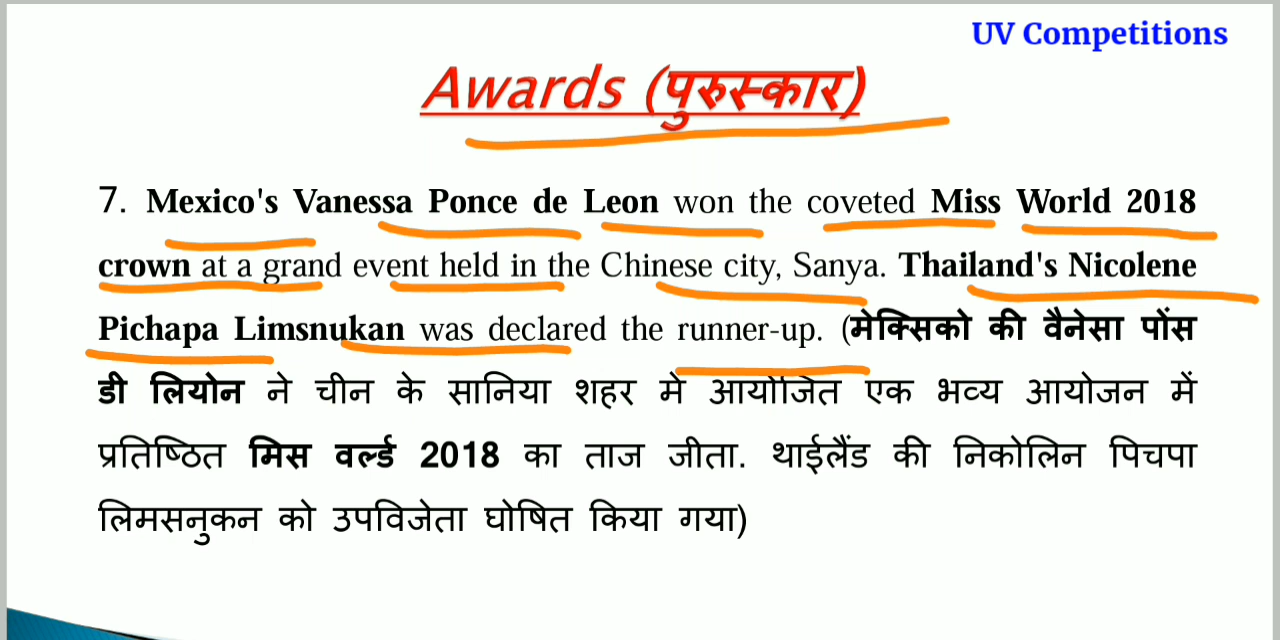 UV Competitions
Awards (पुरुस्कार)
7. Mexico's Vanessa Ponce de Leon won the coveted Miss World 2018
crown at a grand event held in the Chinese city, Sanya. Thailand's Nicolene
Pichapa Limsnukan was declared the runner-up. (मेक्सिको की वैनेसा पोंस
डी लियोन ने चीन के सानिया शहर में आयोजित एक भव्य आयोजन में
प्रतिष्ठित मिस वर्ल्ड 2018 का ताज जीता. थाईलैंड की निकोलिन पिचपा
लिमसनुकन को उपविजेता घोषित किया गया)